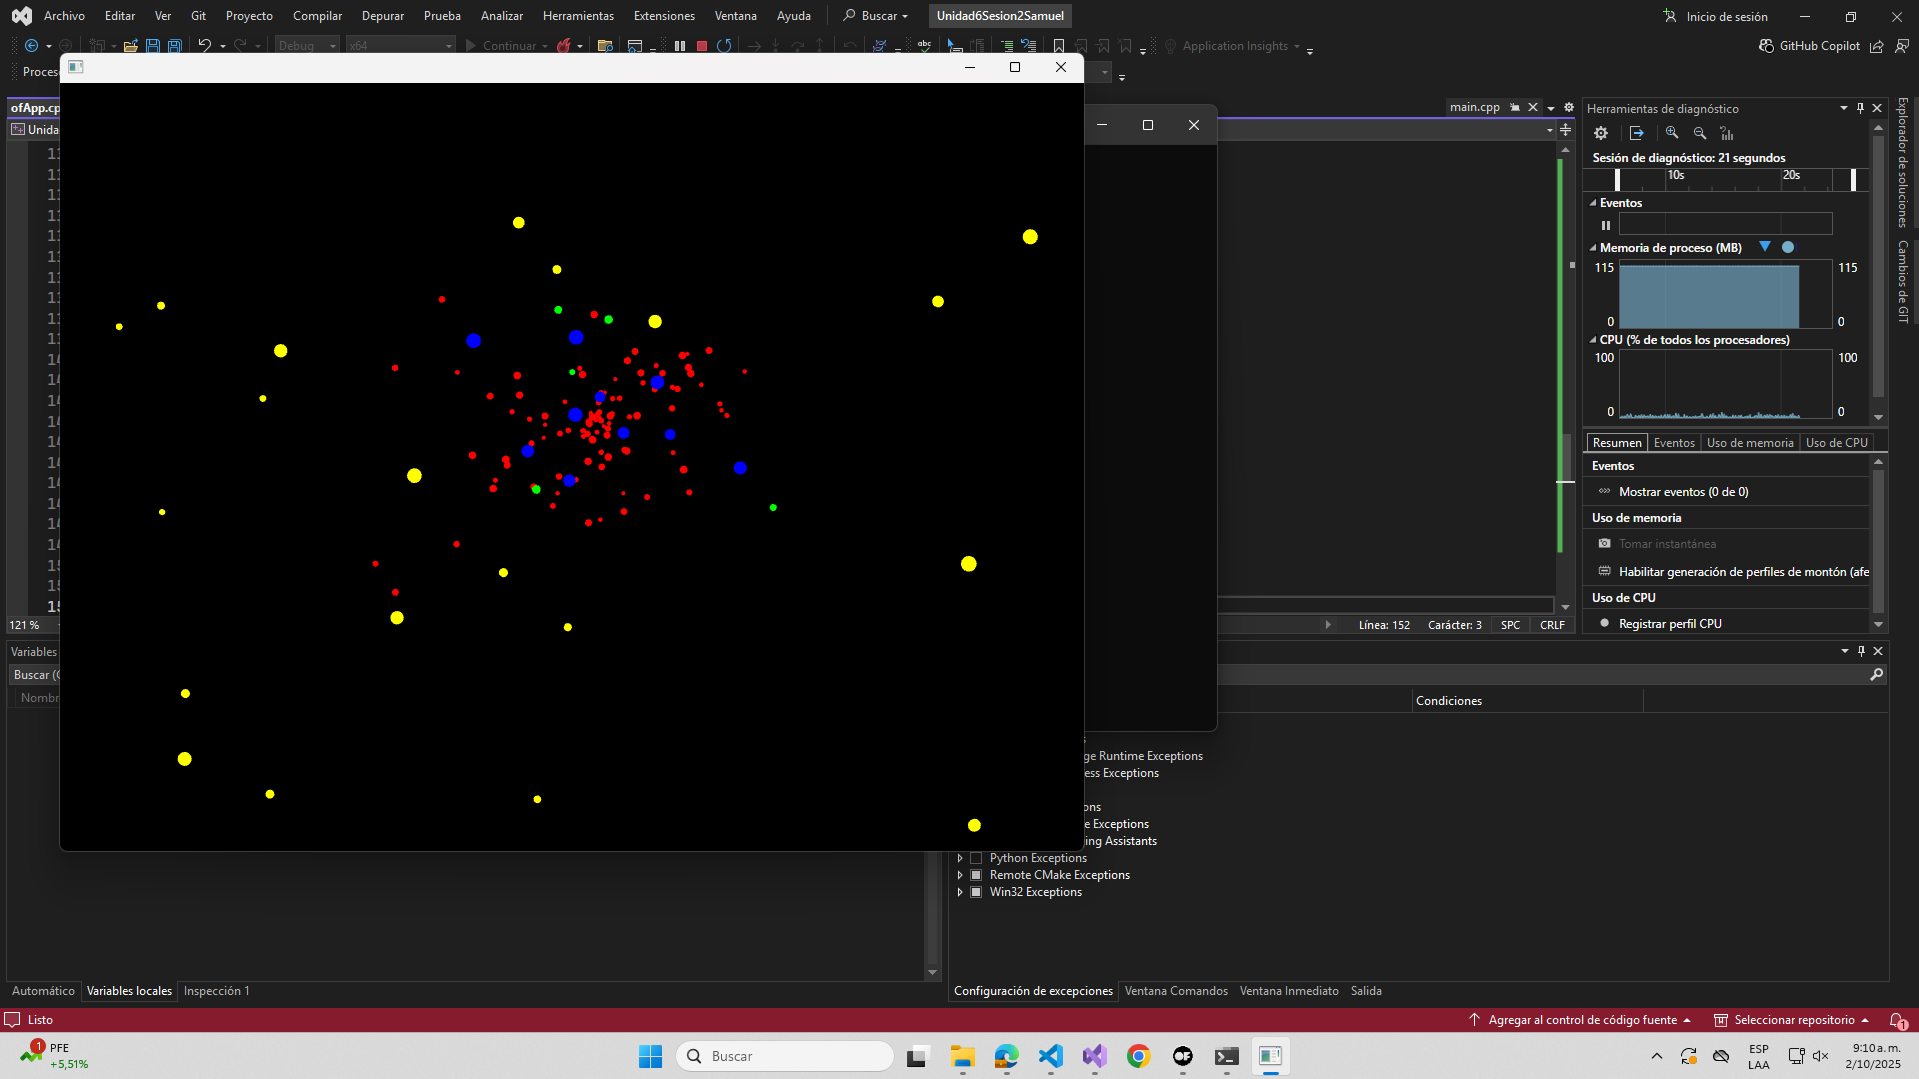 Archivo Editar Ver Git Proyecto Compilar Depurar Prueba Analizar Herramientas Extensiones Ventana Ayuda Buscar Unidad6Sesion2Samuel Inicio de sesión
Debug x64 Continuar Application Insights GitHub Copilot
Proces
ofApp.cp main.cpp
Unida
Herramientas de diagnóstico
Sesión de diagnóstico: 21 segundos
10s 20s
Eventos
Memoria de proceso (MB)
115 115
0 0
CPU (% de todos los procesadores)
100 100
0 0
Resumen Eventos Uso de memoria Uso de CPU
Eventos
Mostrar eventos (0 de 0)
Uso de memoria
Tomar instantánea
Habilitar generación de perfiles de montón (afe
Uso de CPU
Registrar perfil CPU
Explorador de soluciones
Cambios de GIT
121 % Línea: 152 Carácter: 3 SPC CRLF
Variables
Buscar (C
Nombr
Condiciones
ge Runtime Exceptions
ess Exceptions
ons
e Exceptions
ing Assistants
Python Exceptions
Remote CMake Exceptions
Win32 Exceptions
Automático Variables locales Inspección 1
Configuración de excepciones Ventana Comandos Ventana Inmediato Salida
Listo Agregar al control de código fuente Seleccionar repositorio 1
1 PFE
+5,51%
Buscar
ESP
LAA
9:10 a. m.
2/10/2025